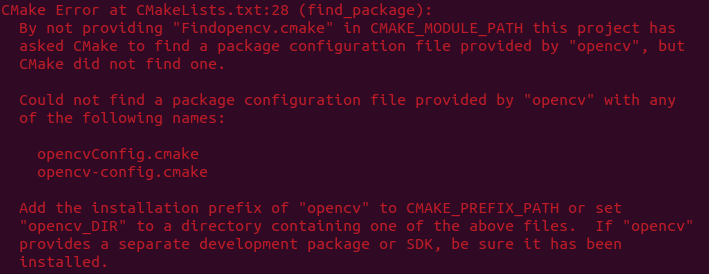 CMake Error at CMakeLists.txt:28 (find_package):
By not providing "Findopencv.cmake" in CMAKE_MODULE_PATH this project has
asked CMake to find a package configuration file provided by "opencv", but
CMake did not find one.
Could not find a package configuration file provided by "opencv" with any
of the following names:
opencvConfig.cmake
opencv-config.cmake
Add the installation prefix of "opencv" to CMAKE_PREFIX_PATH or set
"opencv_DIR" to a directory containing one of the above files.  If "opencv"
provides a separate development package or SDK, be sure it has been
installed.